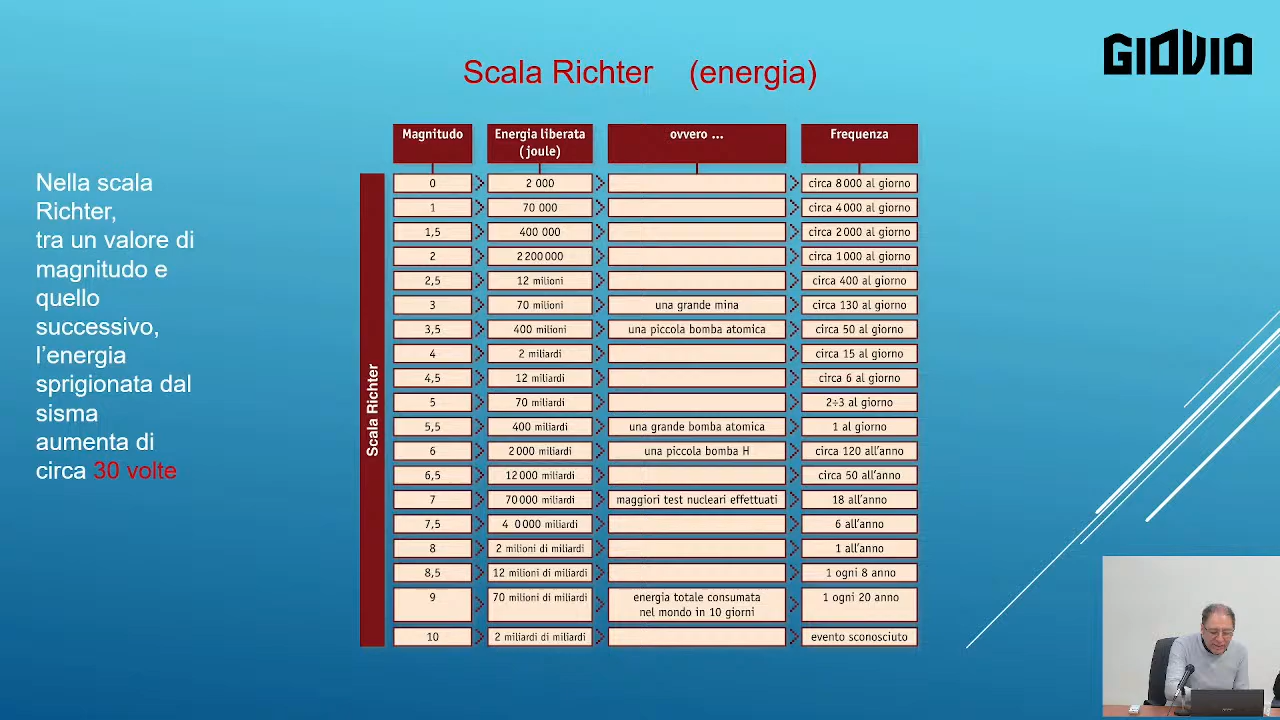 GIOVIO
Scala Richter (energia)
Nella scala
Richter,
tra un valore di
magnitudo e
quello
successivo,
l'energia
sprigionata dal
sisma
aumenta di
circa 30 volte
Scala Richter
Magnitudo Energia liberata (joule) ovvero ... Frequenza
0 2 000 circa 8 000 al giorno
1 70 000 circa 4 000 al giorno
1,5 400 000 circa 2 000 al giorno
2 2 200 000 circa 1 000 al giorno
2,5 12 milioni circa 400 al giorno
3 70 milioni una grande mina circa 130 al giorno
3,5 400 milioni una piccola bomba atomica circa 50 al giorno
4 2 miliardi circa 15 al giorno
4,5 12 miliardi circa 6 al giorno
5 70 miliardi 2÷3 al giorno
5,5 400 miliardi una grande bomba atomica 1 al giorno
6 2 000 miliardi una piccola bomba H circa 120 all'anno
6,5 12 000 miliardi circa 50 all'anno
7 70 000 miliardi maggiori test nucleari effettuati 18 all'anno
7,5 4 0 000 miliardi 6 all'anno
8 2 milioni di miliardi 1 all'anno
8,5 12 milioni di miliardi 1 ogni 8 anno
9 70 milioni di miliardi energia totale consumata 1 ogni 20 anno
nel mondo in 10 giorni
10 2 miliardi di miliardi evento sconosciuto